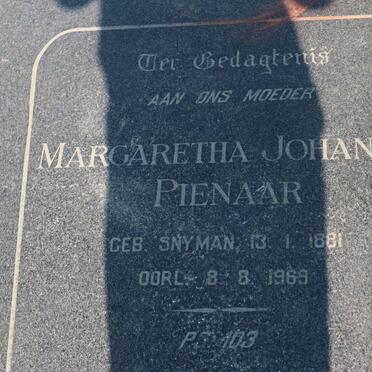 Ter Gedagtenis
AAN ONS MOEDER
MARGARETHA JOHAN
PIENAAR
GEB. SNYMAN, 13. 1. 1881
OORL. 8. 8. 1969
PS 103